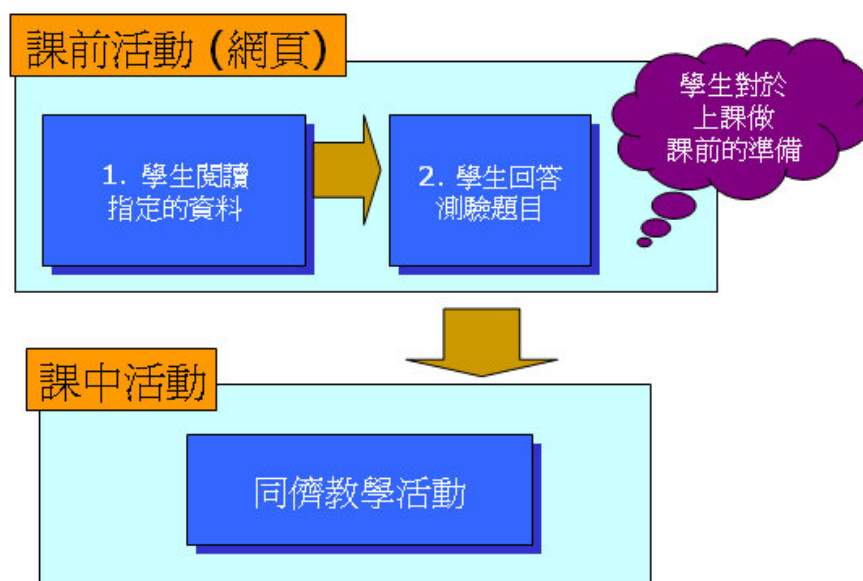 課前活動 (網頁)
學生對於
上課做
課前的準備
1. 學生閱讀
指定的資料
2. 學生回答
測驗題目
課中活動
同儕教學活動